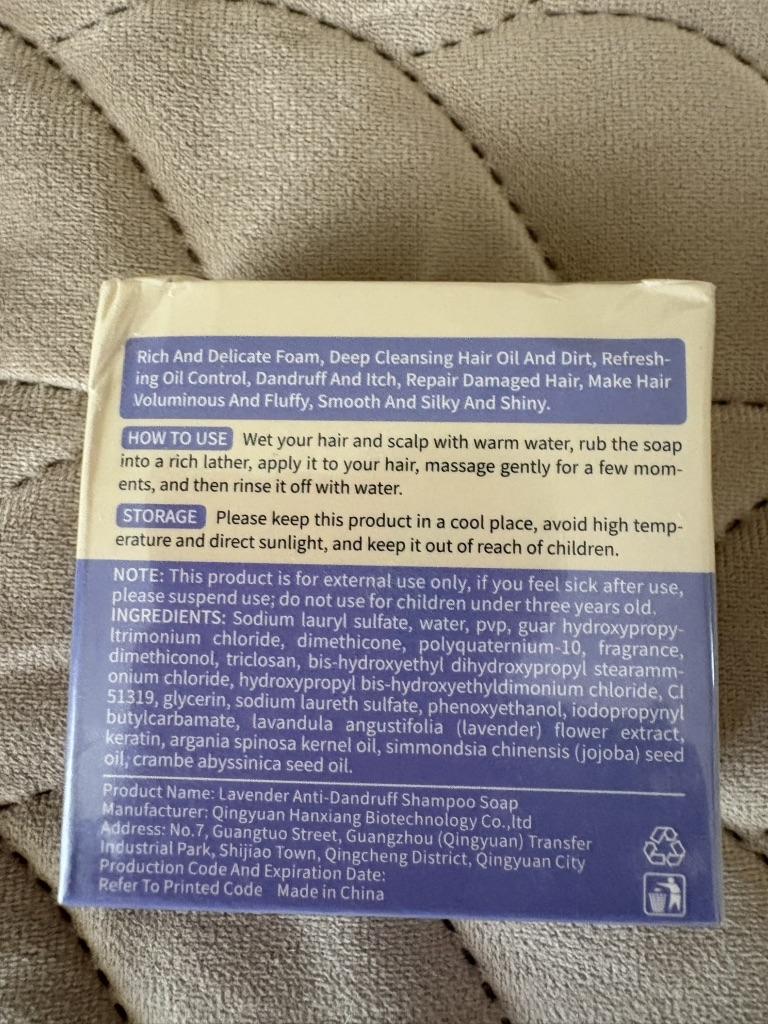 Rich And Delicate Foam, Deep Cleansing Hair Oil And Dirt, Refresh-
ing Oil Control, Dandruff And Itch, Repair Damaged Hair, Make Hair
Voluminous And Fluffy, Smooth And Silky And Shiny.
HOW TO USE Wet your hair and scalp with warm water, rub the soap
into a rich lather, apply it to your hair, massage gently for a few mom-
ents, and then rinse it off with water.
STORAGE Please keep this product in a cool place, avoid high temp-
erature and direct sunlight, and keep it out of reach of children.
NOTE: This product is for external use only, if you feel sick after use,
please suspend use; do not use for children under three years old.
INGREDIENTS: Sodium lauryl sulfate, water, pvp, guar hydroxypropy-
ltrimonium chloride, dimethicone, polyquaternium-10, fragrance,
dimethiconol, triclosan, bis-hydroxyethyl dihydroxypropyl stearamm-
onium chloride, hydroxypropyl bis-hydroxyethyldimonium chloride, CI
51319, glycerin, sodium laureth sulfate, phenoxyethanol, iodopropynyl
butylcarbamate, lavandula angustifolia (lavender) flower extract,
keratin, argania spinosa kernel oil, simmondsia chinensis (jojoba) seed
oil, crambe abyssinica seed oil.
Product Name: Lavender Anti-Dandruff Shampoo Soap
Manufacturer: Qingyuan Hanxiang Biotechnology Co.,ltd
Address: No.7, Guangtuo Street, Guangzhou (Qingyuan) Transfer
Industrial Park, Shijiao Town, Qingcheng District, Qingyuan City
Production Code And Expiration Date:
Refer To Printed Code Made in China